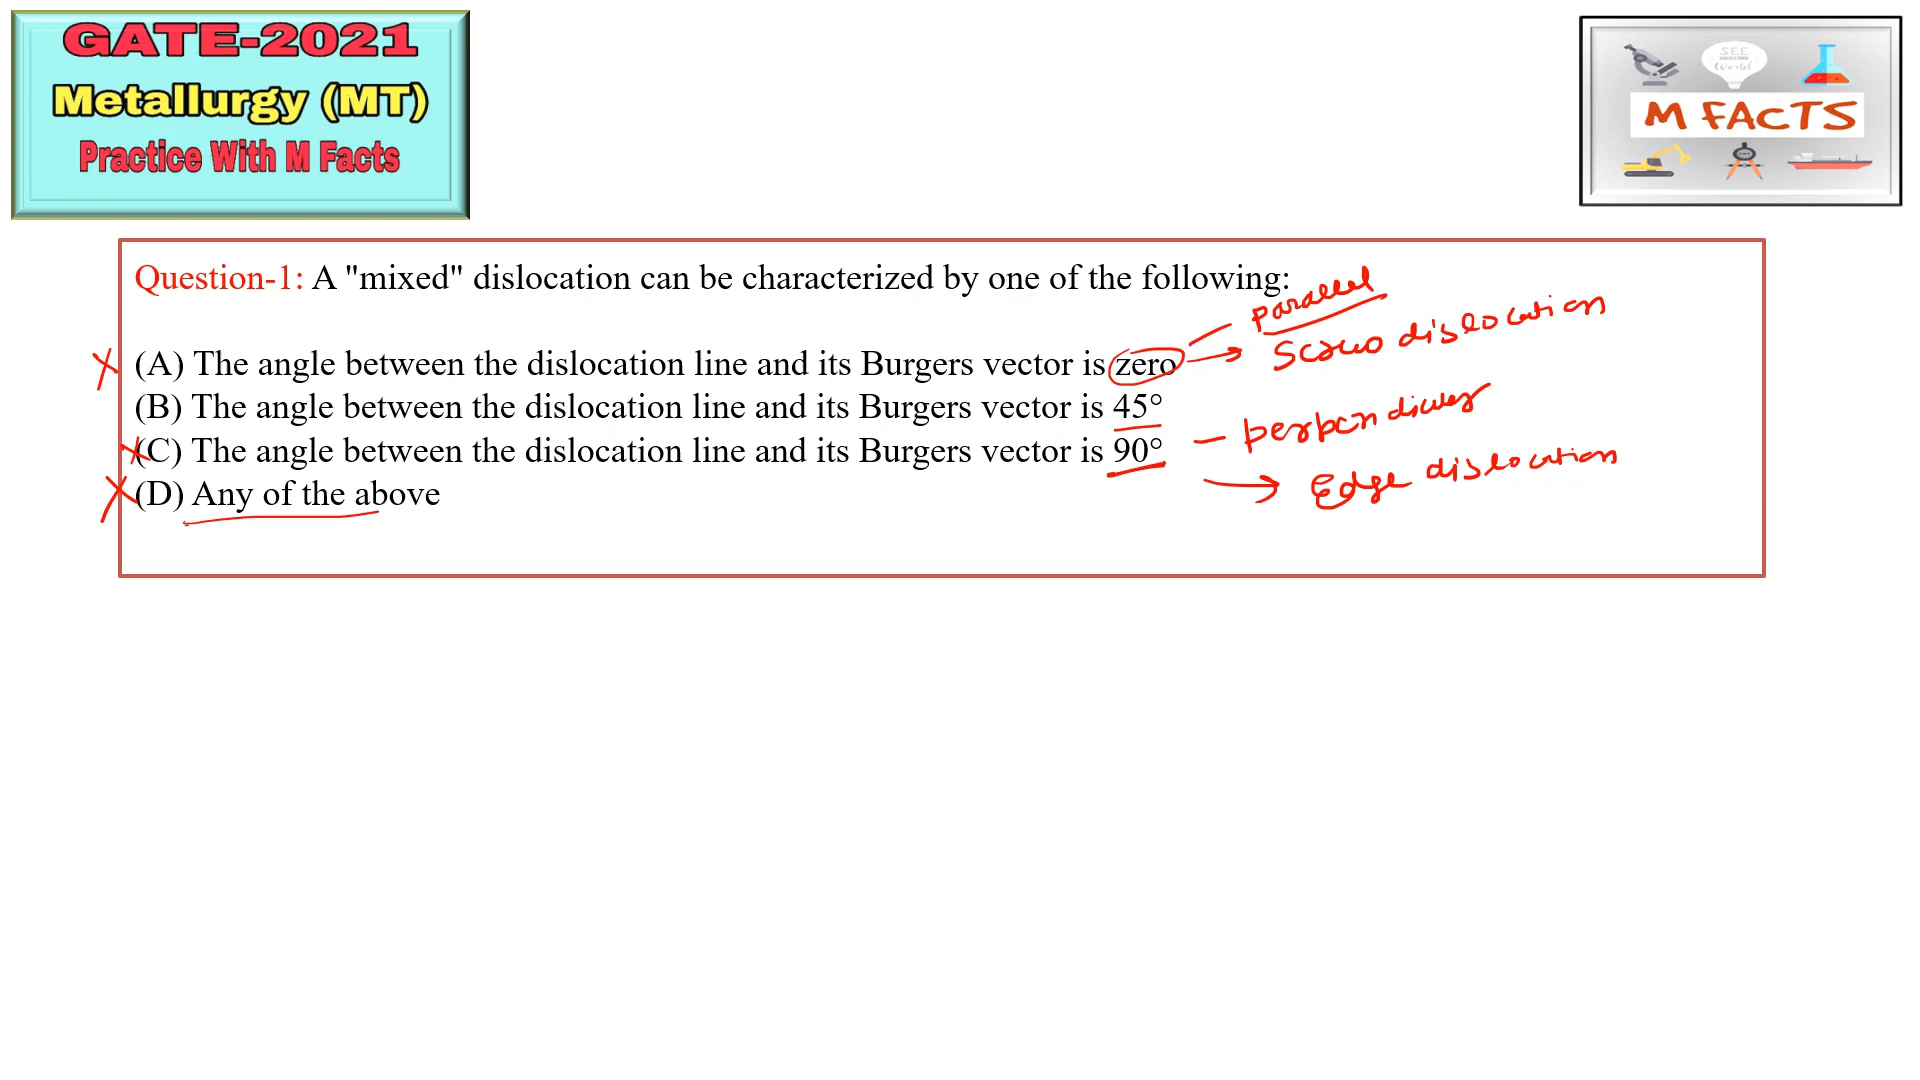 GATE-2021
Metallurgy (MT)
Practice With M Facts
SEE
THE
World
M FACTS
Question-1: A "mixed" dislocation can be characterized by one of the following:
parallel
(A) The angle between the dislocation line and its Burgers vector is zero
Screw dislocation
(B) The angle between the dislocation line and its Burgers vector is 45°
(C) The angle between the dislocation line and its Burgers vector is 90°
perpendicular
(D) Any of the above
Edge dislocation